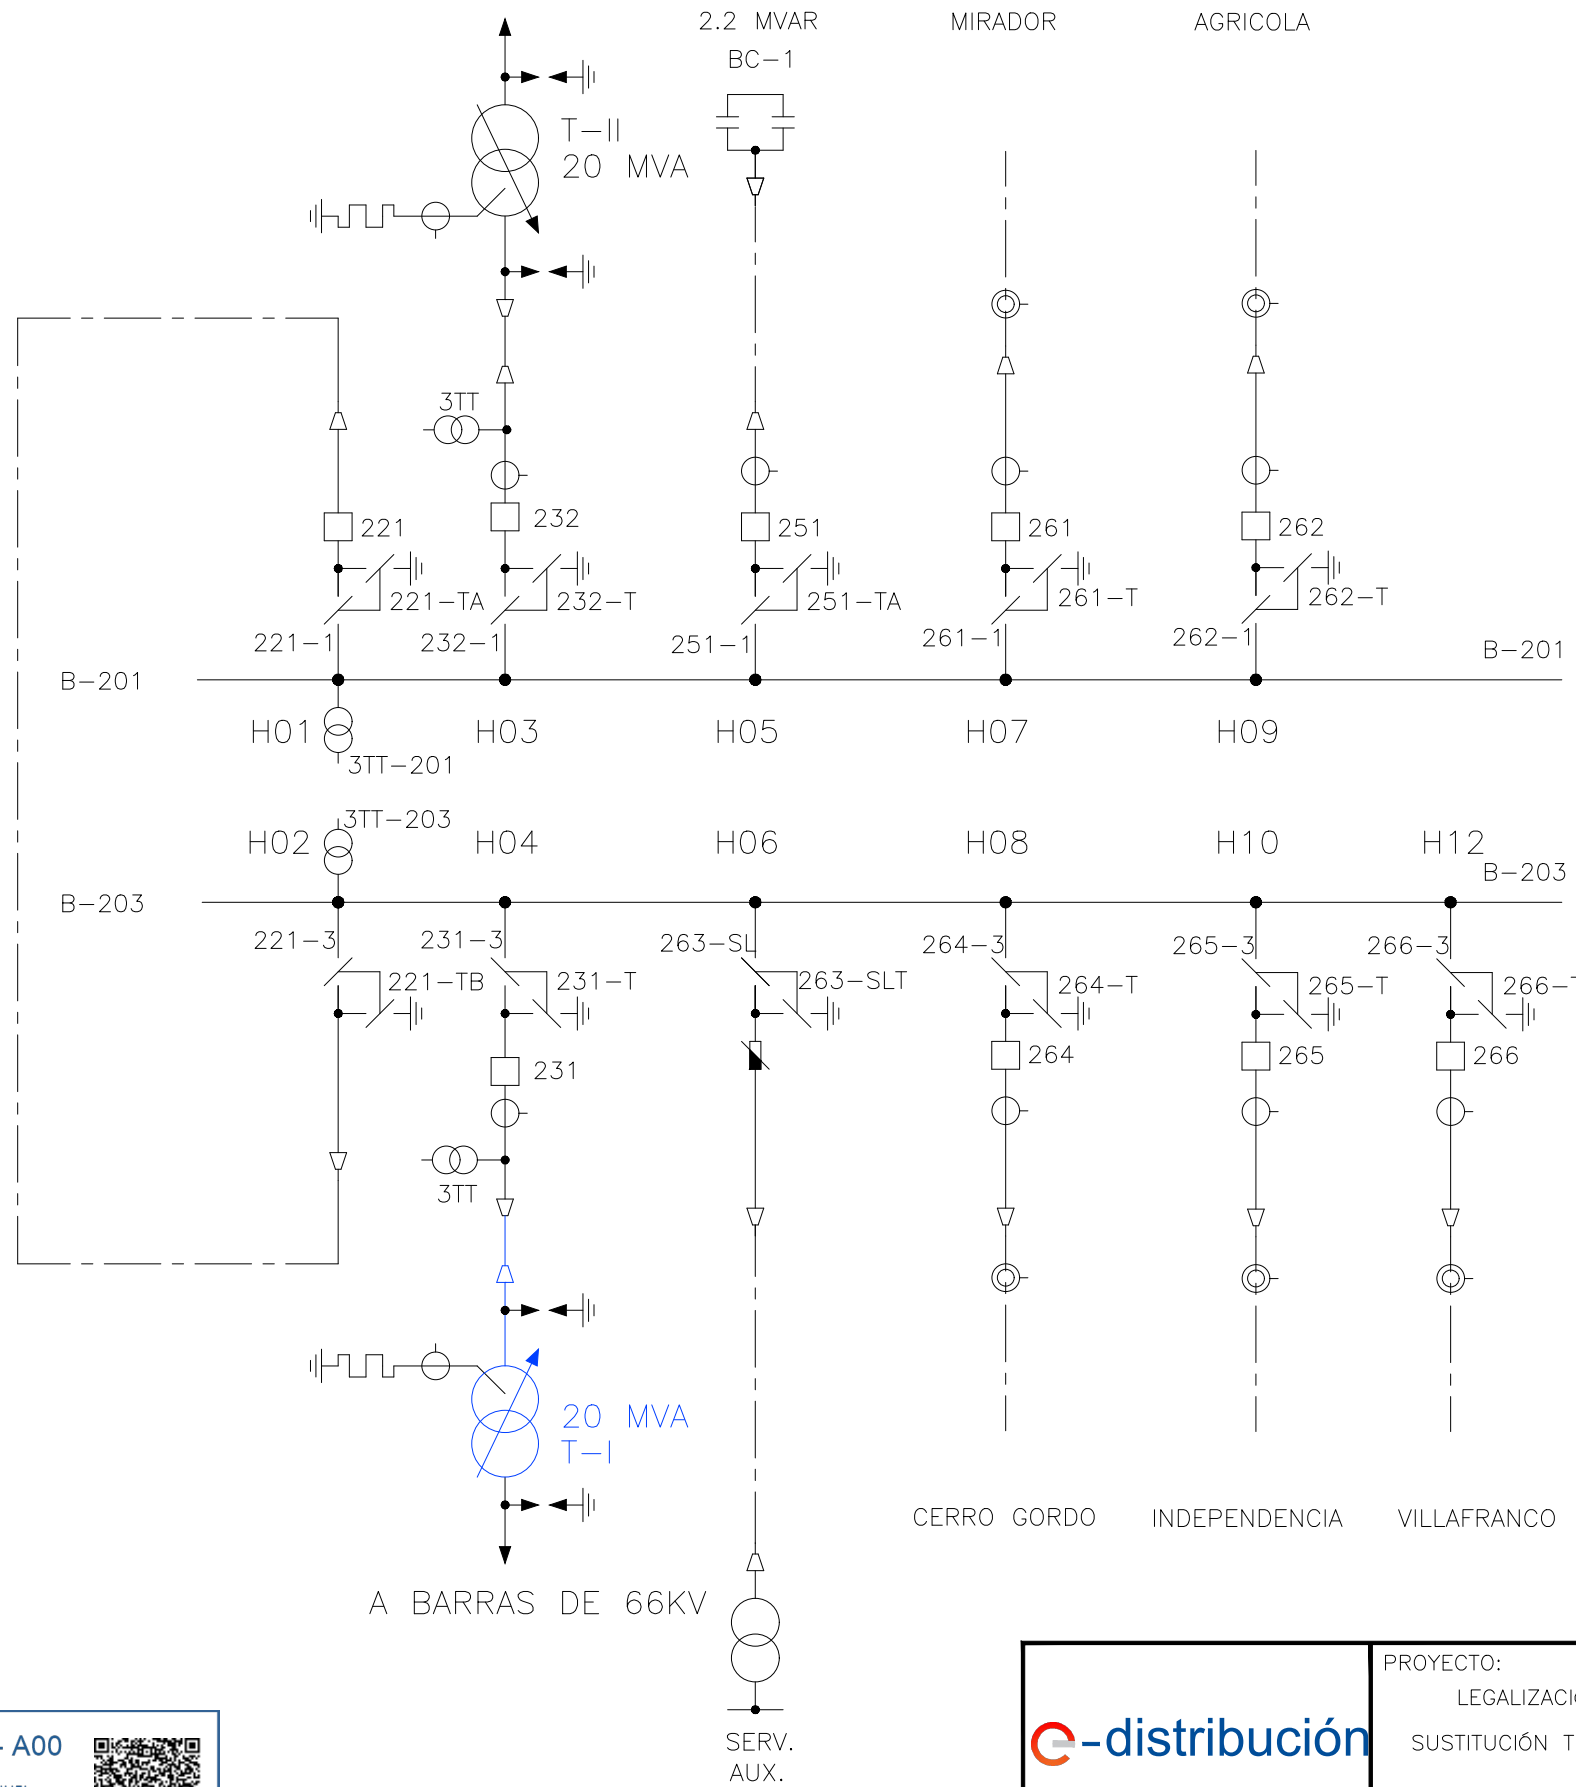 2.2 MVAR
MIRADOR
AGRICOLA
BC-1
T-II
20 MVA
3TT
221
232
251
261
262
221-TA
232-T
251-TA
261-T
262-T
221-1
232-1
251-1
261-1
262-1
B-201
B-201
H01
H03
H05
H07
H09
3TT-201
3TT-203
H02
H04
H06
H08
H10
H12
B-203
B-203
221-3
231-3
263-SL
264-3
265-3
266-3
221-TB
231-T
263-SLT
264-T
265-T
266-T
231
264
265
266
3TT
20 MVA
T-I
CERRO GORDO
INDEPENDENCIA
VILLAFRANCO
A BARRAS DE 66KV
SERV.
AUX.
PROYECTO:
LEGALIZACIÓ
SUSTITUCIÓN T
e-distribución
- A00